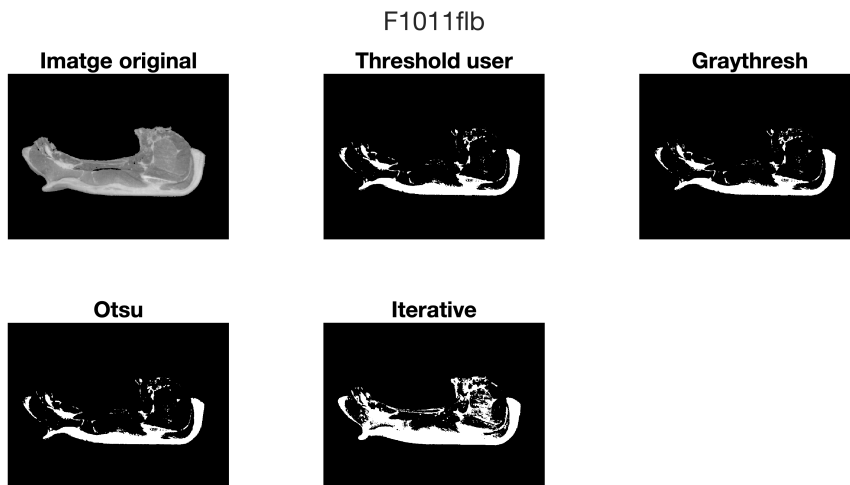 F1011flb
Imatge original
Threshold user
Graythresh
Otsu
Iterative